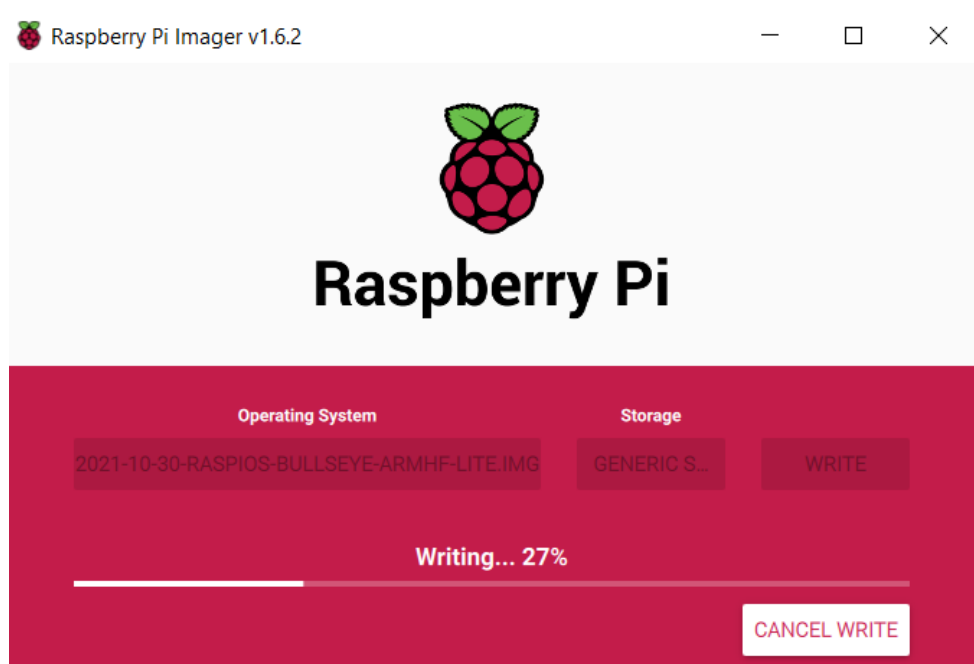 Raspberry Pi Imager v1.6.2
Raspberry Pi
Operating System
Storage
2021-10-30-RASPIOS-BULLSEYE-ARMHF-LITE.IMG
GENERIC S...
WRITE
Writing... 27%
CANCEL WRITE